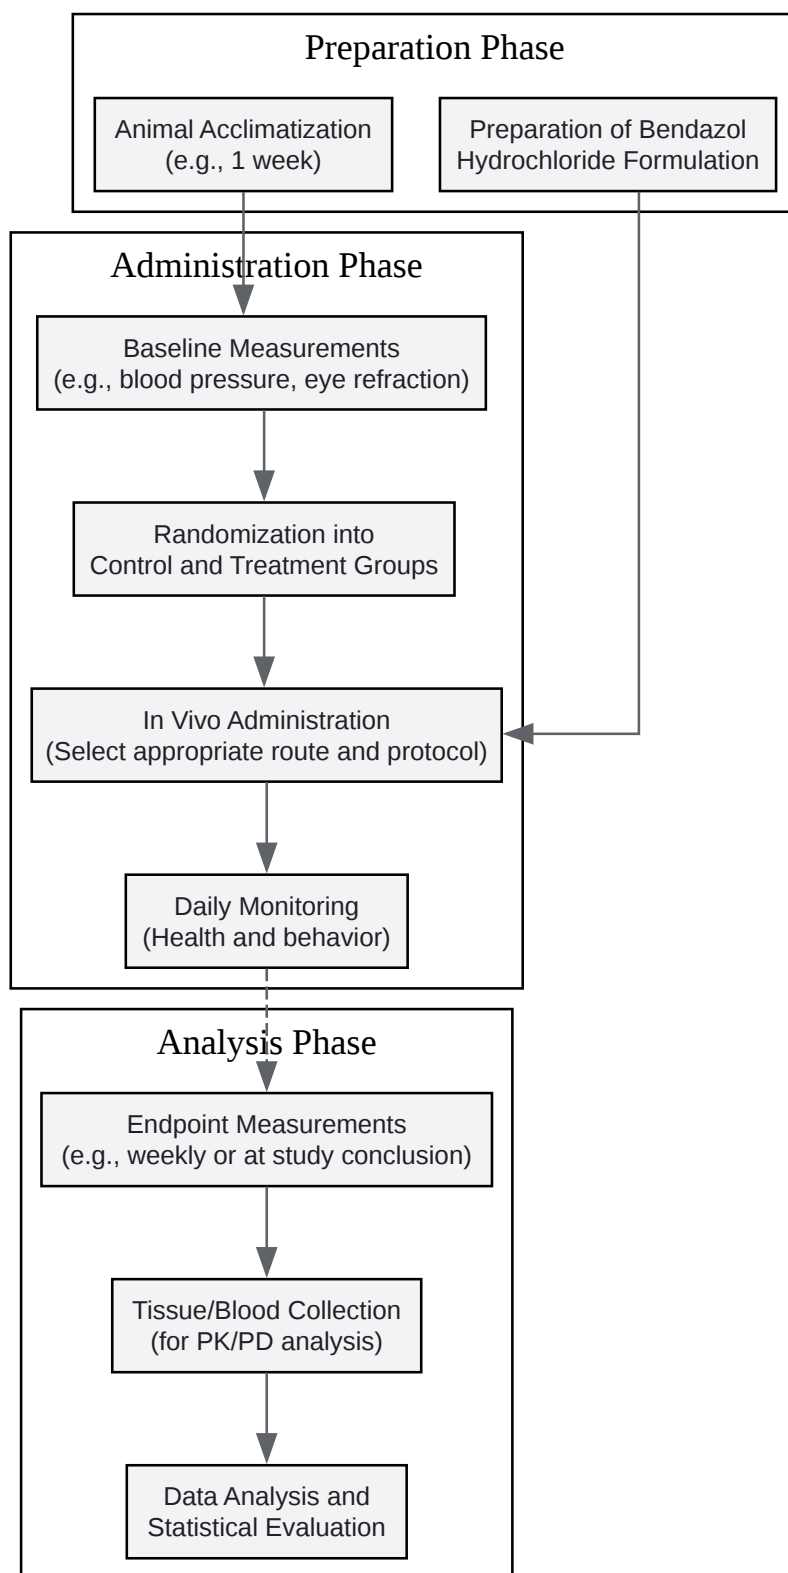 Preparation Phase
Animal Acclimatization
(e.g., 1 week)
Preparation of Bendazol
Hydrochloride Formulation
Administration Phase
Baseline Measurements
(e.g., blood pressure, eye refraction)
Randomization into
Control and Treatment Groups
In Vivo Administration
(Select appropriate route and protocol)
Daily Monitoring
(Health and behavior)
Analysis Phase
Endpoint Measurements
(e.g., weekly or at study conclusion)
Tissue/Blood Collection
(for PK/PD analysis)
Data Analysis and
Statistical Evaluation